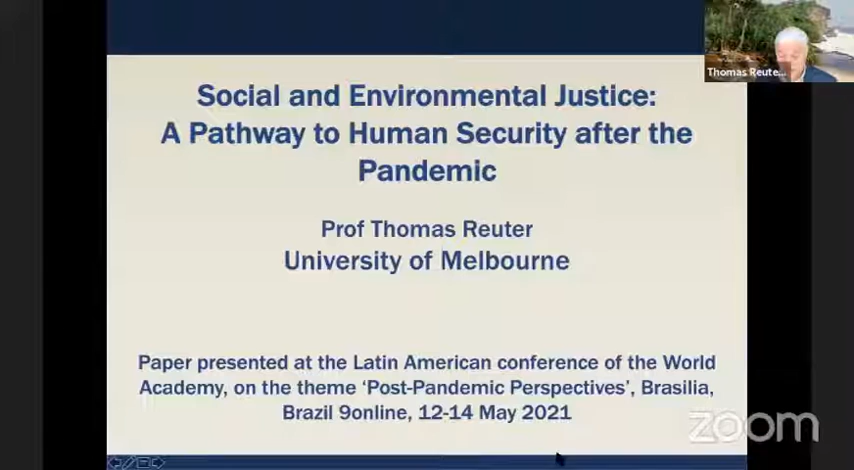 Social and Environmental Justice:
A Pathway to Human Security after the
Pandemic
Prof Thomas Reuter
University of Melbourne
Paper presented at the Latin American conference of the World
Academy, on the theme ‘Post-Pandemic Perspectives’, Brasilia,
Brazil 9online, 12-14 May 2021
Thomas Reute...
zoom